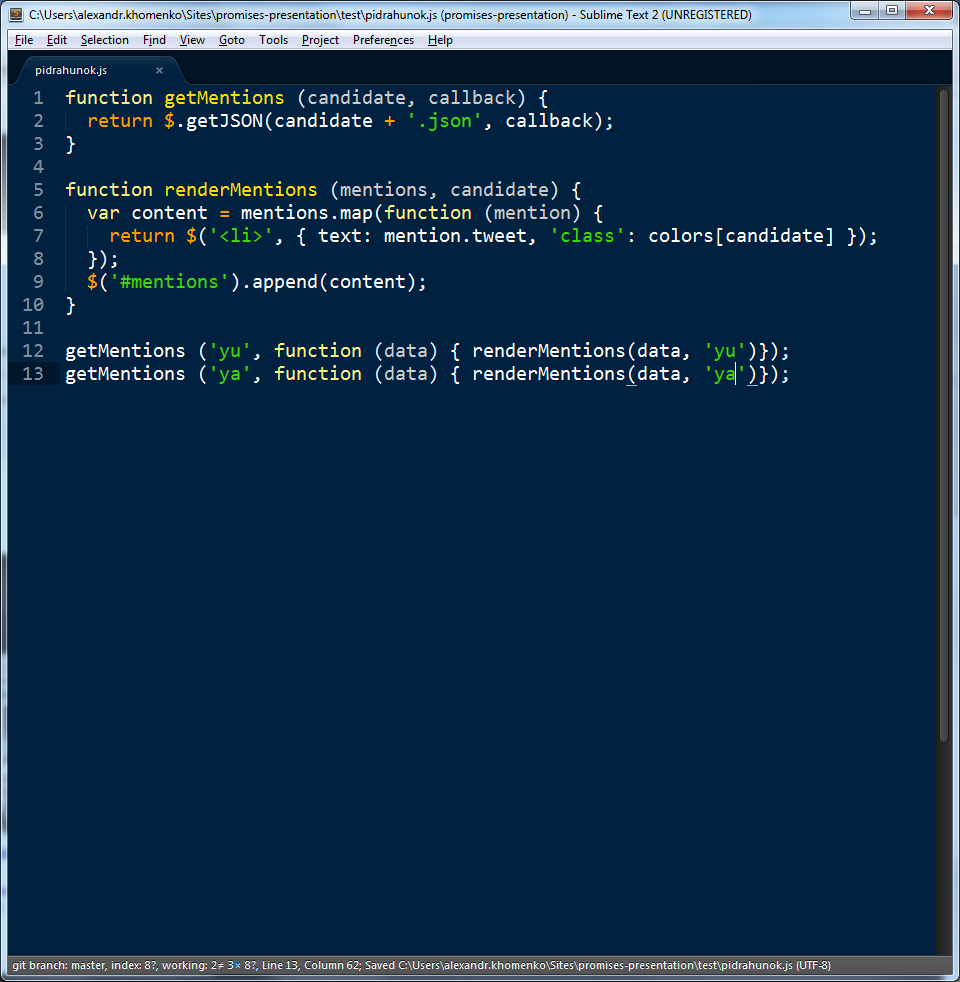 C:\Users\alexandr.khomenko\Sites\promises-presentation\test\pidrahunok.js (promises-presentation) - Sublime Text 2 (UNREGISTERED)
File Edit Selection Find View Goto Tools Project Preferences Help
pidrahunok.js ×
1 function getMentions (candidate, callback) {
2   return $.getJSON(candidate + '.json', callback);
3 }
4
5 function renderMentions (mentions, candidate) {
6   var content = mentions.map(function (mention) {
7     return $('<li>', { text: mention.tweet, 'class': colors[candidate] });
8   });
9   $('#mentions').append(content);
10 }
11
12 getMentions ('yu', function (data) { renderMentions(data, 'yu')});
13 getMentions ('ya', function (data) { renderMentions(data, 'ya')});
git branch: master, index: 8?, working: 2≠ 3× 8?, Line 13, Column 62; Saved C:\Users\alexandr.khomenko\Sites\promises-presentation\test\pidrahunok.js (UTF-8)